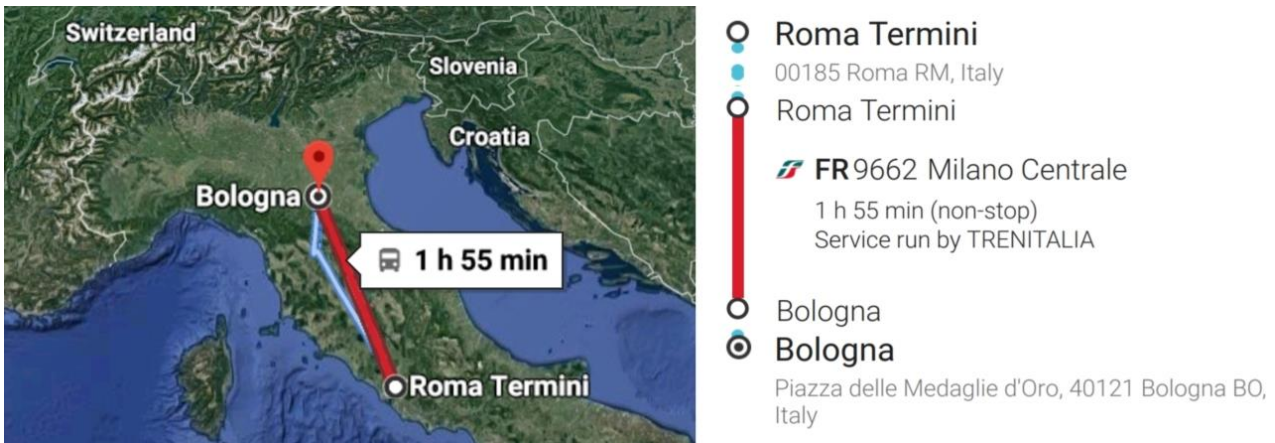 Switzerland
Slovenia
Croatia
Bologna
1 h 55 min
Roma Termini
Roma Termini
00185 Roma RM, Italy
Roma Termini
FR 9662 Milano Centrale
1 h 55 min (non-stop)
Service run by TRENITALIA
Bologna
Bologna
Piazza delle Medaglie d'Oro, 40121 Bologna BO,
Italy